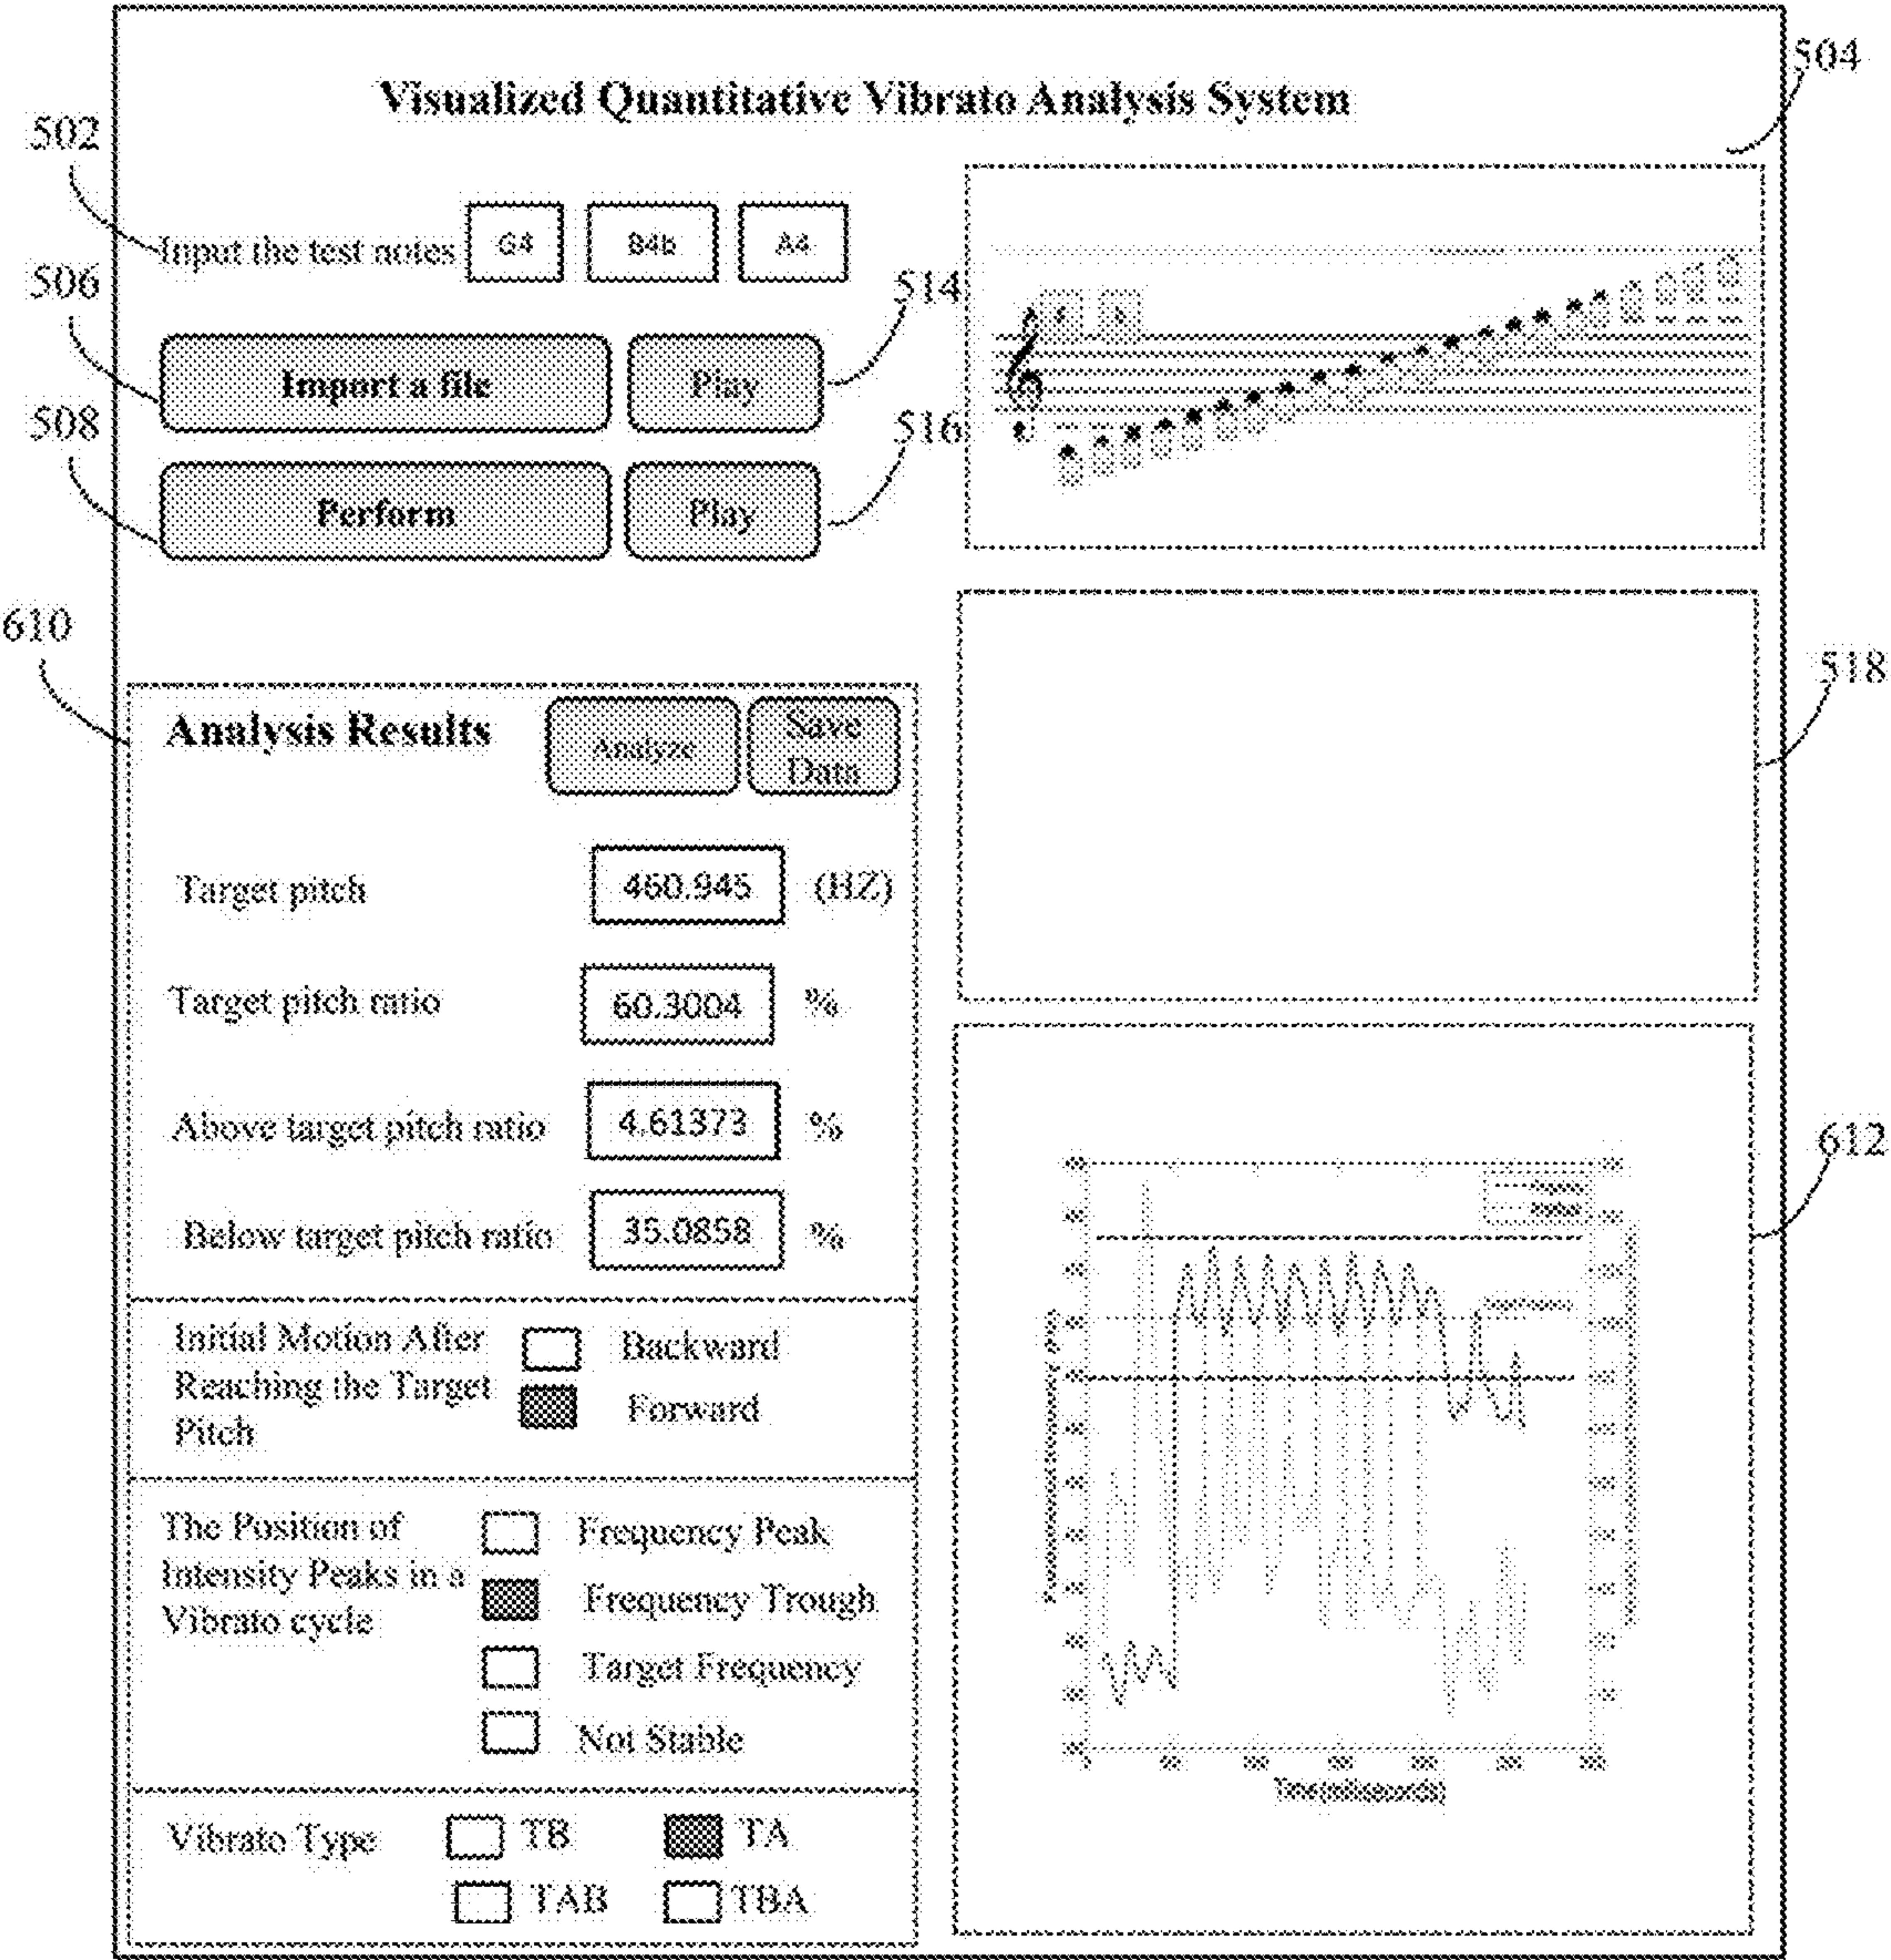 504
Visualized Quantitative Vibrato Analysis System
502
Input the test notes G4 B4b A4
506
514
Import a file Play
508
516
Perform Play
610
518
Analysis Results Analyze Save Data
Target pitch 460.945 (HZ)
Target pitch ratio 60.3004 %
Above target pitch ratio 4.61373 %
612
Below target pitch ratio 35.0858 %
Initial Motion After
Reaching the Target
Pitch
Backward
Forward
The Position of
Intensity Peaks in a
Vibrato cycle
Frequency Peak
Frequency Trough
Target Frequency
Not Stable
Vibrato Type TB TA
TAB TBA